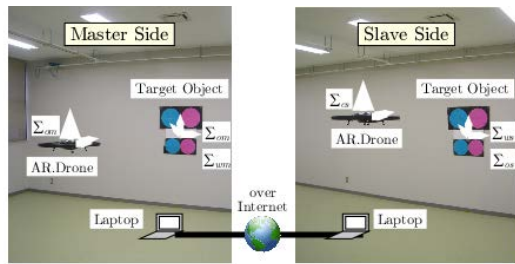 Master Side
Target Object
Σom
AR.Drone
Σom
Σwm
Laptop
over
Internet
Slave Side
Target Object
Σcs
AR.Drone
Σws
Σos
Laptop